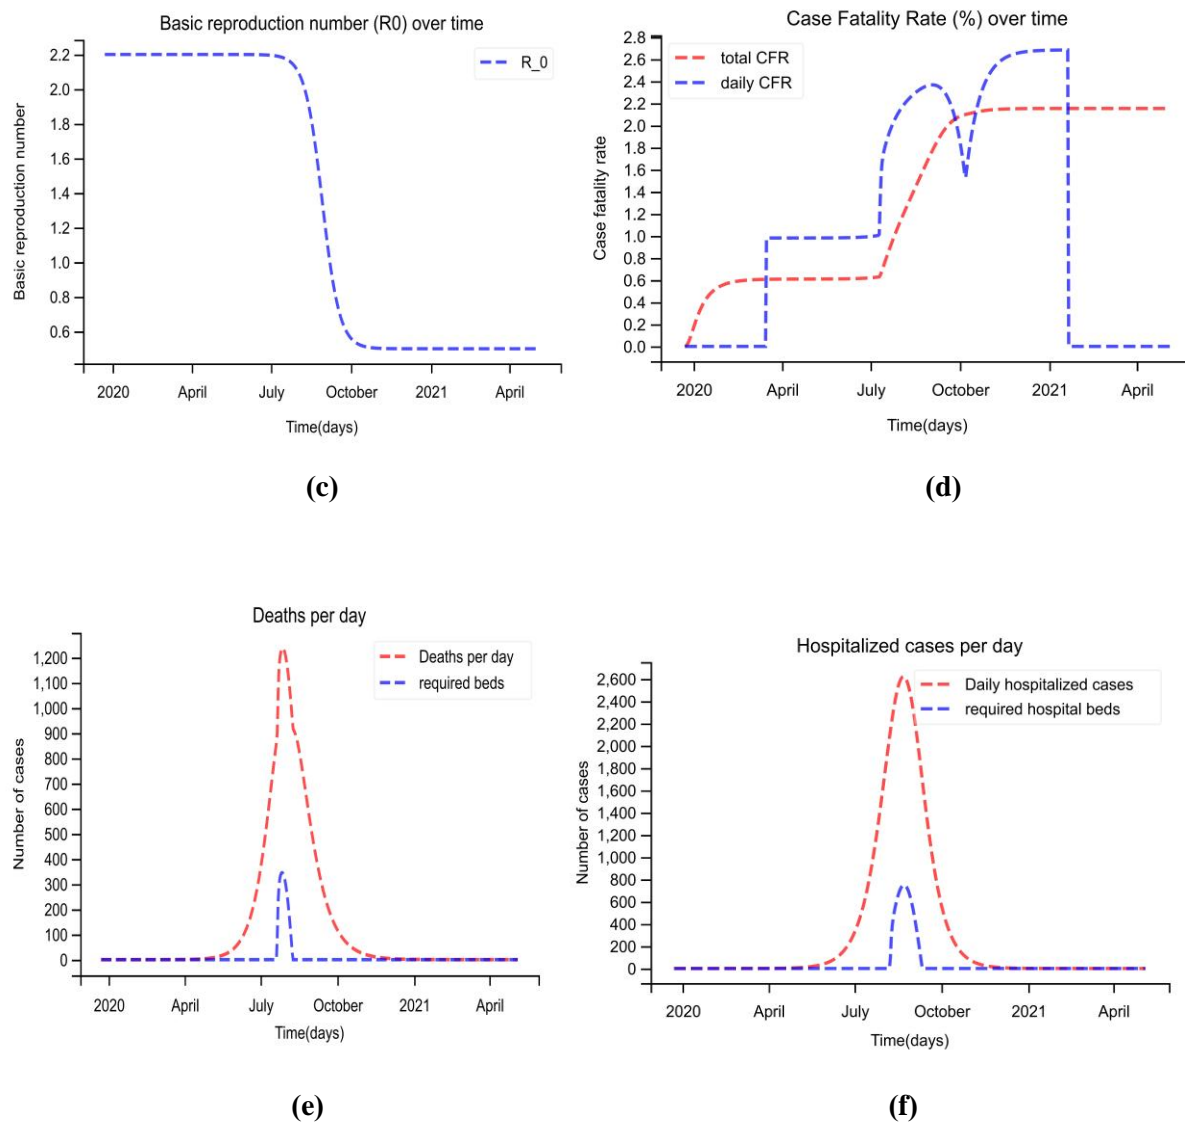 Basic reproduction number (R0) over time
R_0
Basic reproduction number
2.2
2.0
1.8
1.6
1.4
1.2
1.0
0.8
0.6
2020 April July October 2021 April
Time(days)
(c)
Case Fatality Rate (%) over time
total CFR
daily CFR
Case fatality rate
2.8
2.6
2.4
2.2
2.0
1.8
1.6
1.4
1.2
1.0
0.8
0.6
0.4
0.2
0.0
2020 April July October 2021 April
Time(days)
(d)
Deaths per day
Deaths per day
required beds
Number of cases
1,200
1,100
1,000
900
800
700
600
500
400
300
200
100
0
2020 April July October 2021 April
Time(days)
(e)
Hospitalized cases per day
Daily hospitalized cases
required hospital beds
Number of cases
2,600
2,400
2,200
2,000
1,800
1,600
1,400
1,200
1,000
800
600
400
200
0
2020 April July October 2021 April
Time(days)
(f)